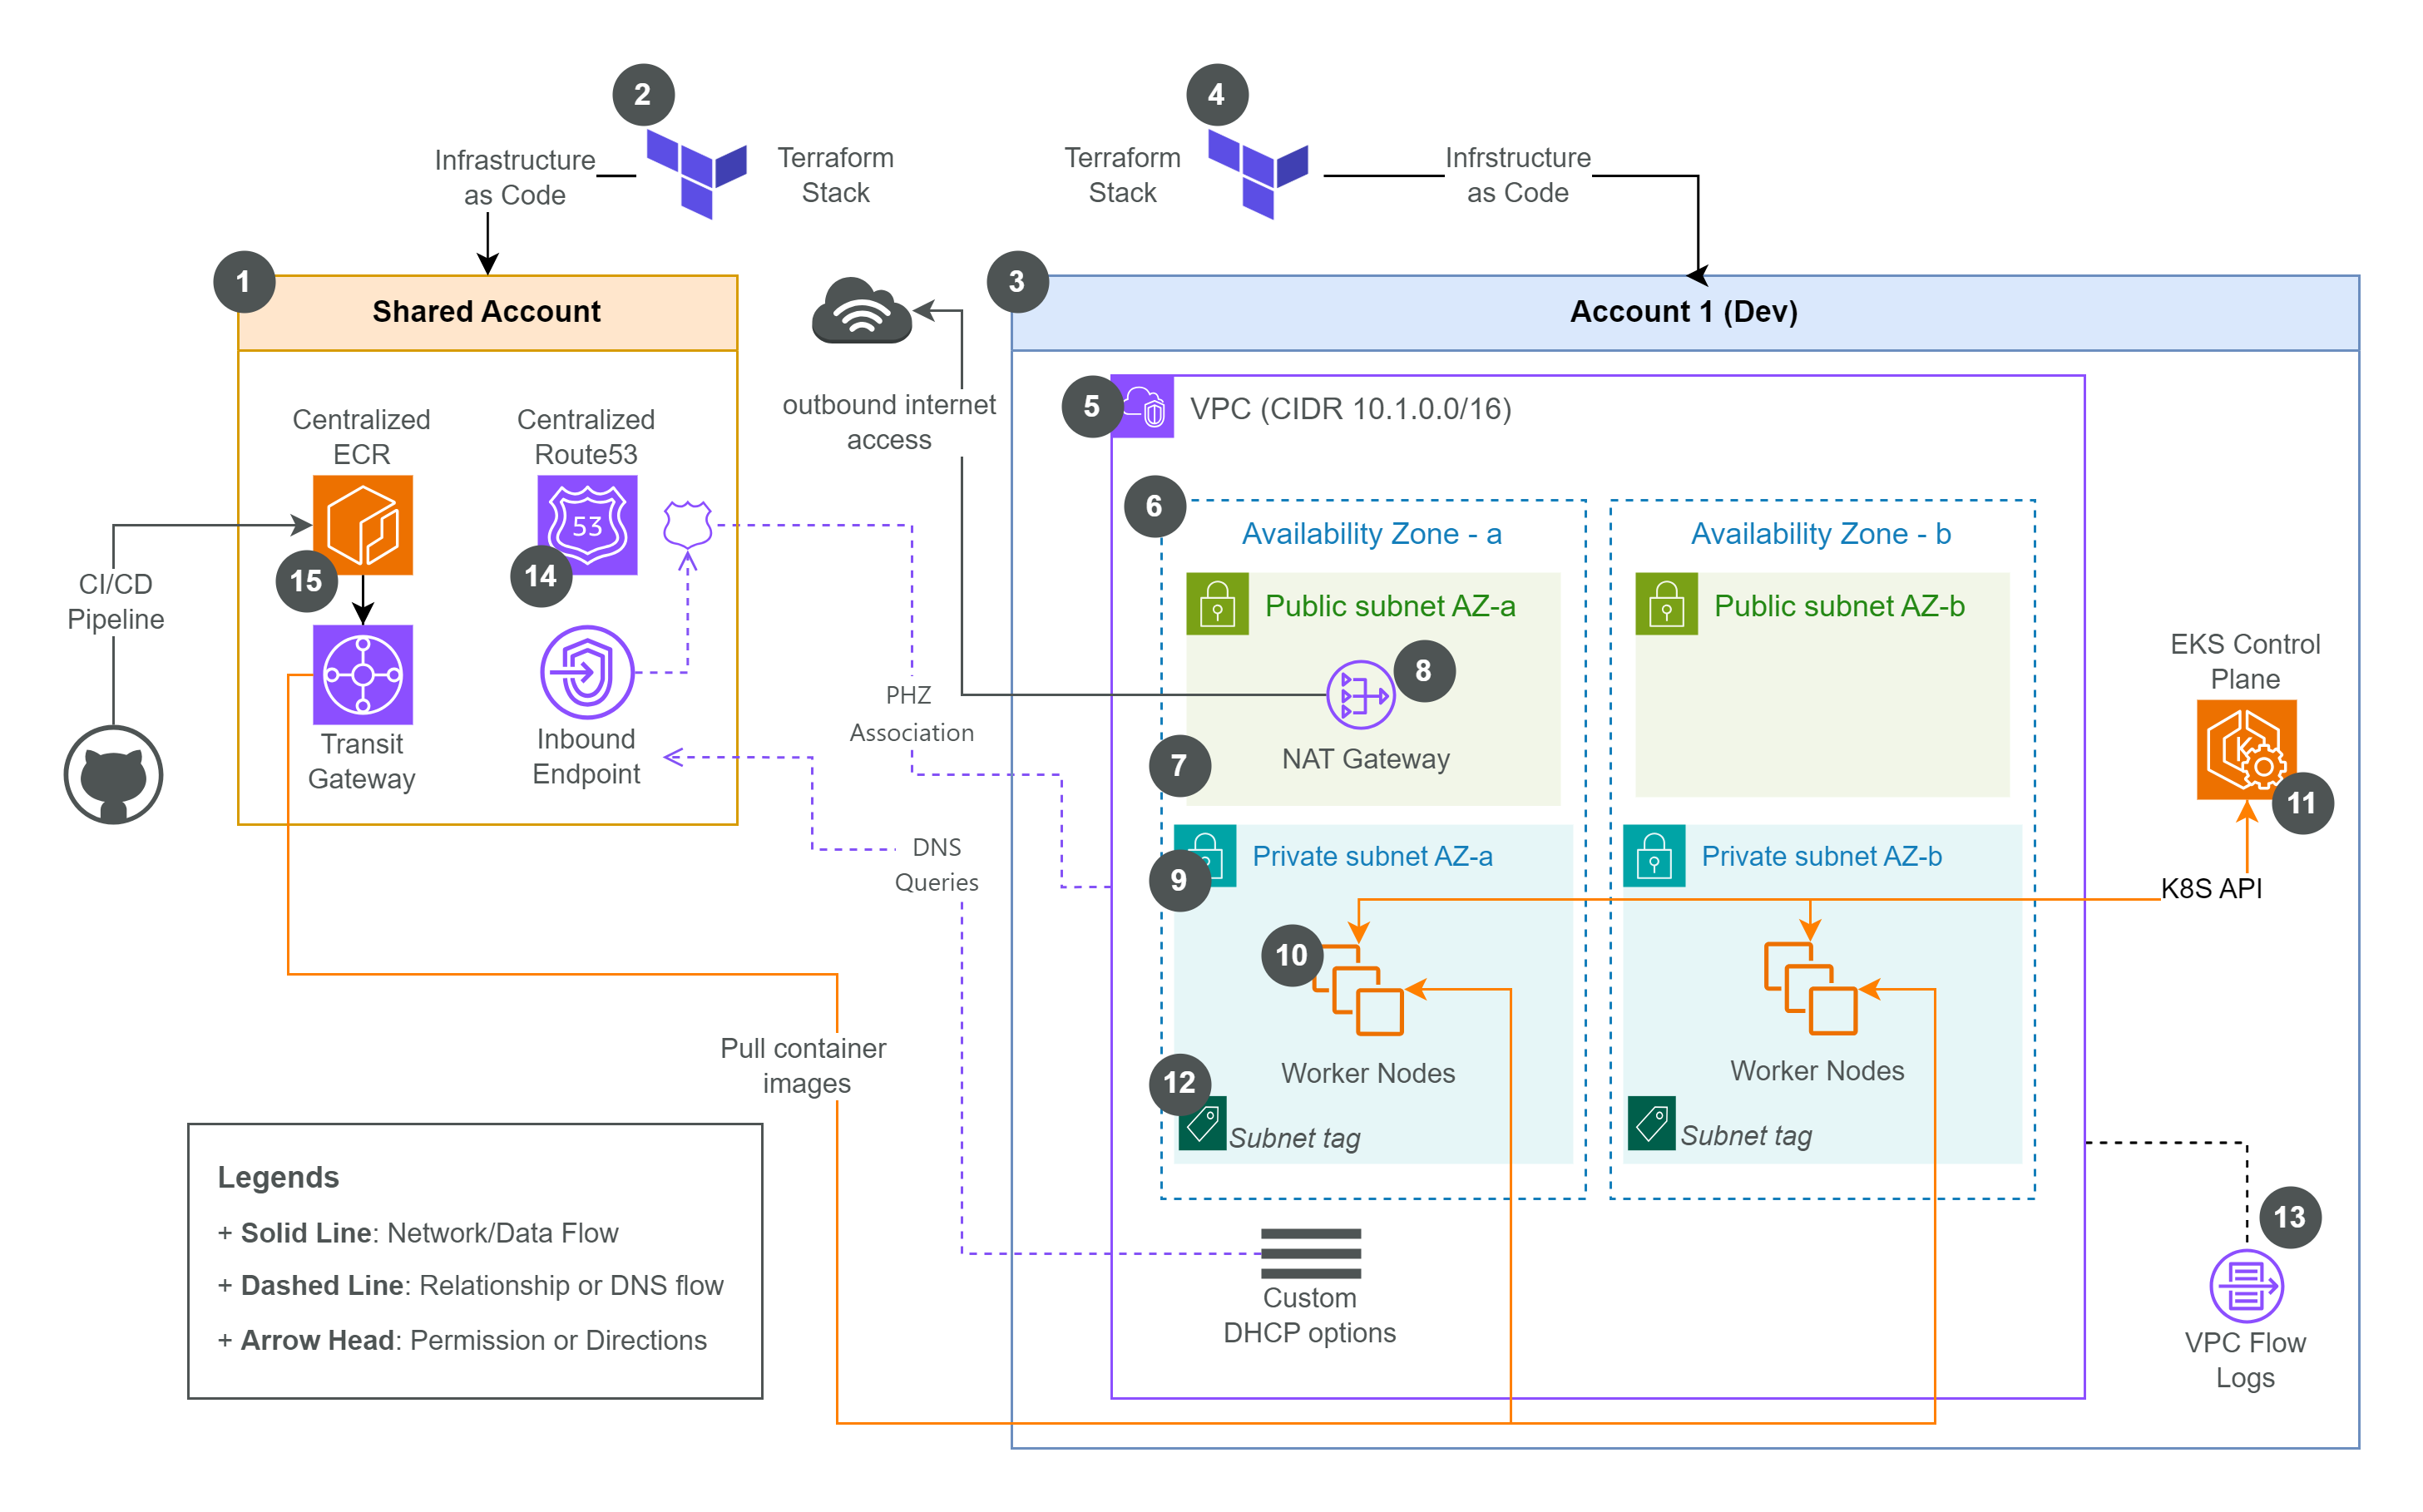 2
4
Infrastructure
as Code
Terraform
Stack
Terraform
Stack
Infrstructure
as Code
1
Shared Account
3
Account 1 (Dev)
outbound internet
access
5
VPC (CIDR 10.1.0.0/16)
Centralized
ECR
Centralized
Route53
53
15
14
CI/CD
Pipeline
Transit
Gateway
Inbound
Endpoint
PHZ
Association
DNS
Queries
6
Availability Zone - a
Availability Zone - b
Public subnet AZ-a
Public subnet AZ-b
8
NAT Gateway
7
EKS Control
Plane
K
11
9
Private subnet AZ-a
Private subnet AZ-b
K8S API
10
Worker Nodes
Worker Nodes
12
Subnet tag
Subnet tag
Pull container
images
13
VPC Flow
Logs
Custom
DHCP options
Legends
+ Solid Line: Network/Data Flow
+ Dashed Line: Relationship or DNS flow
+ Arrow Head: Permission or Directions